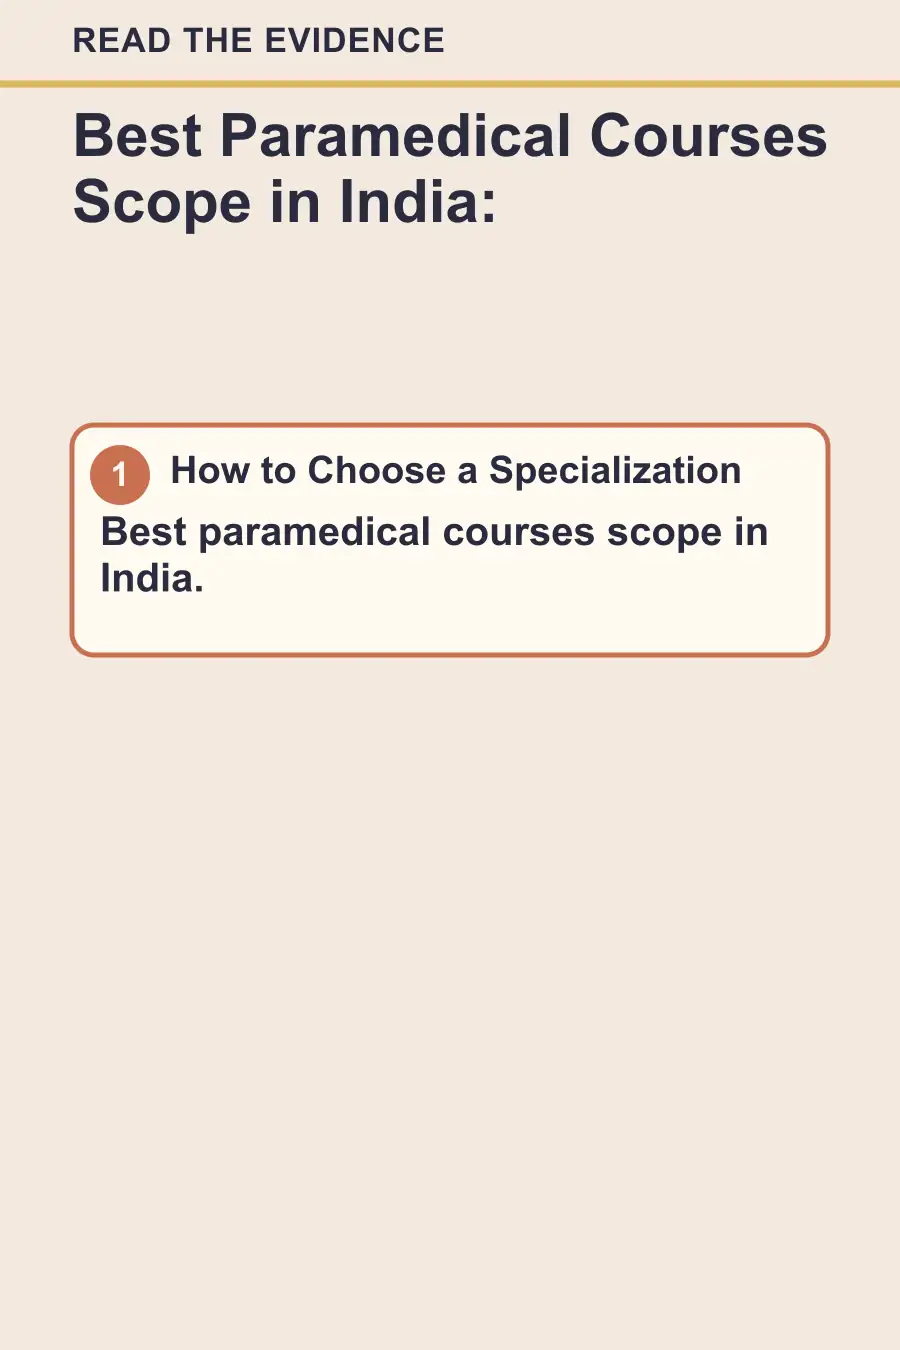 READ THE EVIDENCE
Best Paramedical Courses
Scope in India:
1 How to Choose a Specialization
Best paramedical courses scope in
India.